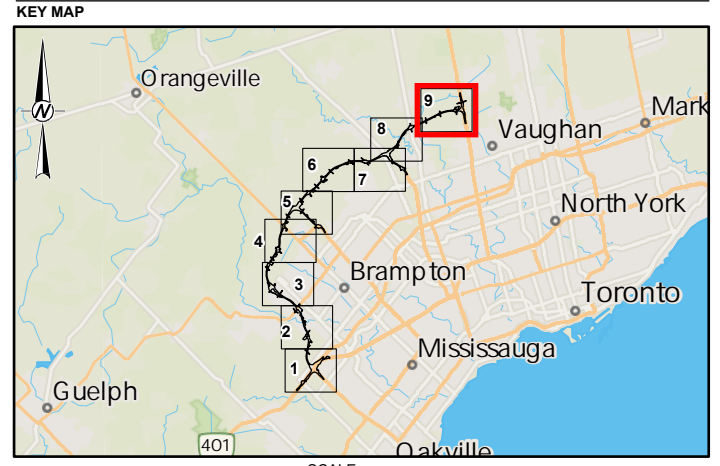 KEY MAP
Orangeville
N
9
Mark
8
Vaughan
6
7
5
North York
4
3
Brampton
Toronto
2
Mississauga
1
Guelph
401
Oakville